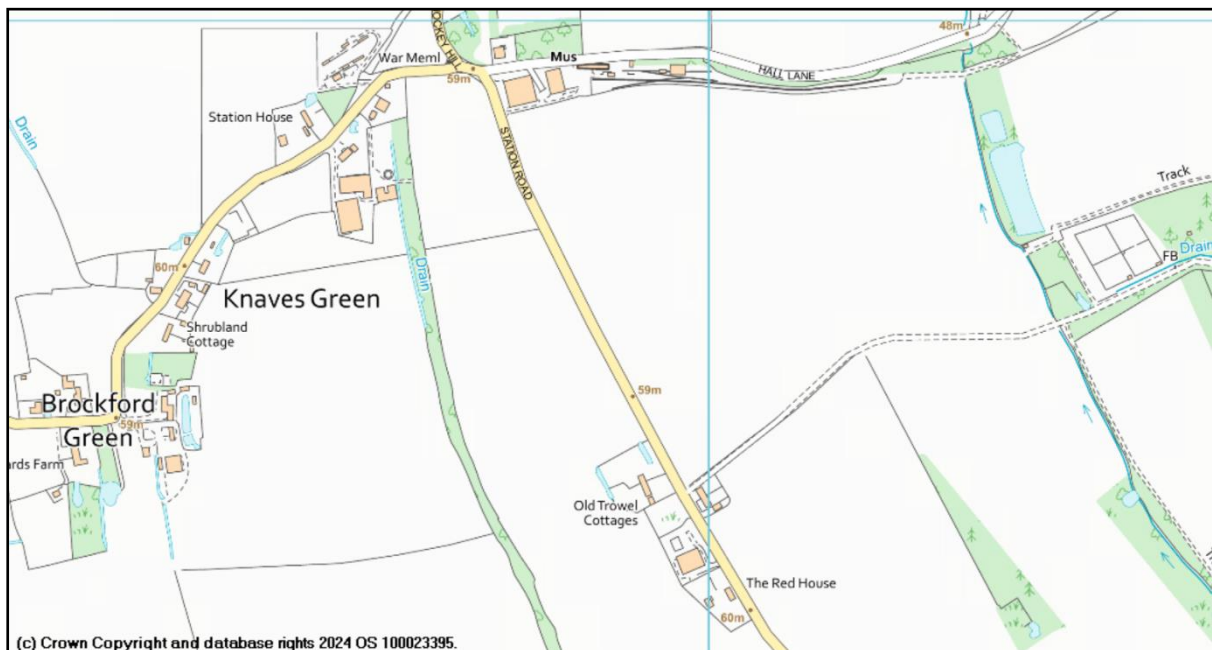 48m
War Meml
Mus
59m
HALL LANE
Station House
Drain
STATION ROAD
Track
FB
Drain
60m
Drain
Knaves Green
Shrubland
Cottage
59m
Brockford
Green
59m
ards Farm
Old Trowel
Cottages
The Red House
60m
(c) Crown Copyright and database rights 2024 OS 100023395.